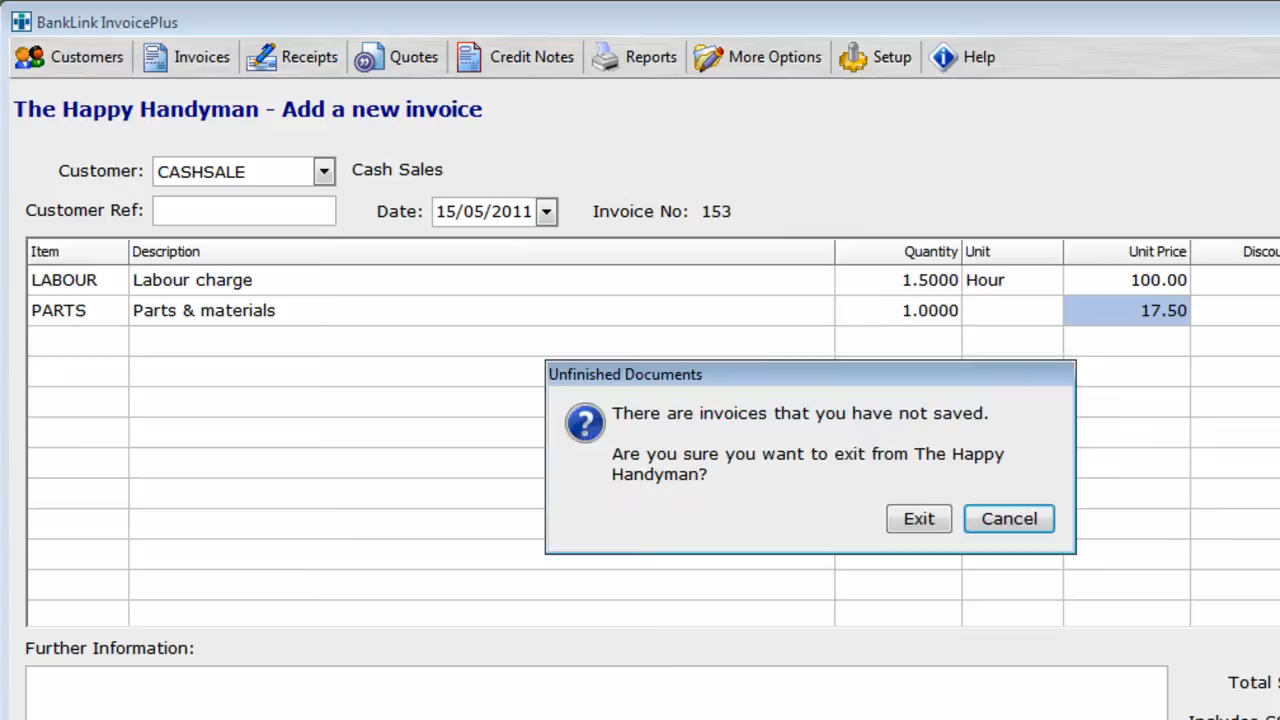 BankLink InvoicePlus
Customers Invoices Receipts Quotes Credit Notes Reports More Options Setup Help
The Happy Handyman - Add a new invoice
Customer: CASHSALE Cash Sales
Customer Ref: Date: 15/05/2011 Invoice No: 153
Item Description Quantity Unit Unit Price
LABOUR Labour charge 1.5000 Hour 100.00
PARTS Parts & materials 1.0000 17.50
Unfinished Documents
There are invoices that you have not saved.
Are you sure you want to exit from The Happy
Handyman?
Exit Cancel
Further Information:
Total